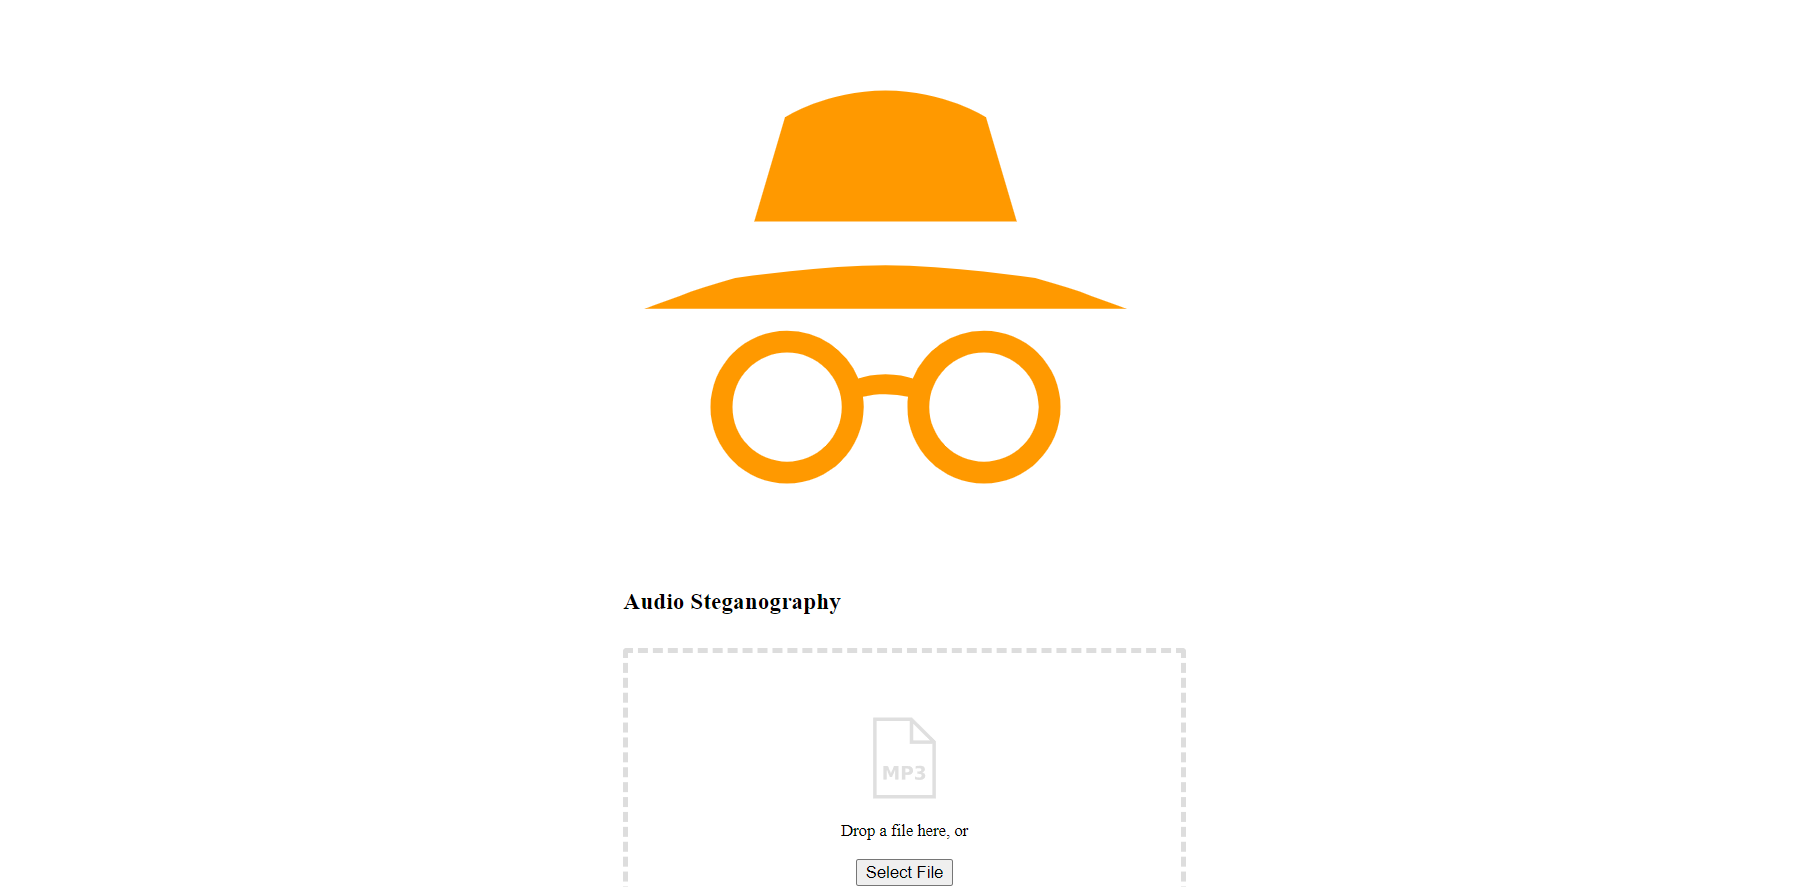 Audio Steganography
MP3
Drop a file here, or
Select File